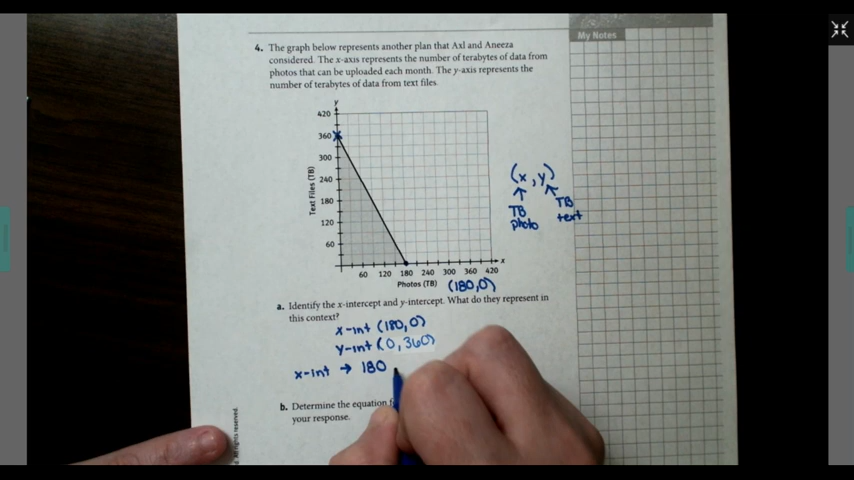 My Notes
4. The graph below represents another plan that Axl and Aneeza
considered. The x-axis represents the number of terabytes of data from
photos that can be uploaded each month. The y-axis represents the
number of terabytes of data from text files.
y
420
360
300
240
180
120
60
Text Files (TB)
60 120 180 240 300 360 420
x
Photos (TB)
(180,0)
(x, y)
TB
photo
TB
text
a. Identify the x-intercept and y-intercept. What do they represent in
this context?
x-int (180,0)
y-int (0,360)
x-int → 180
b. Determine the equation
your response.
rights reserved.